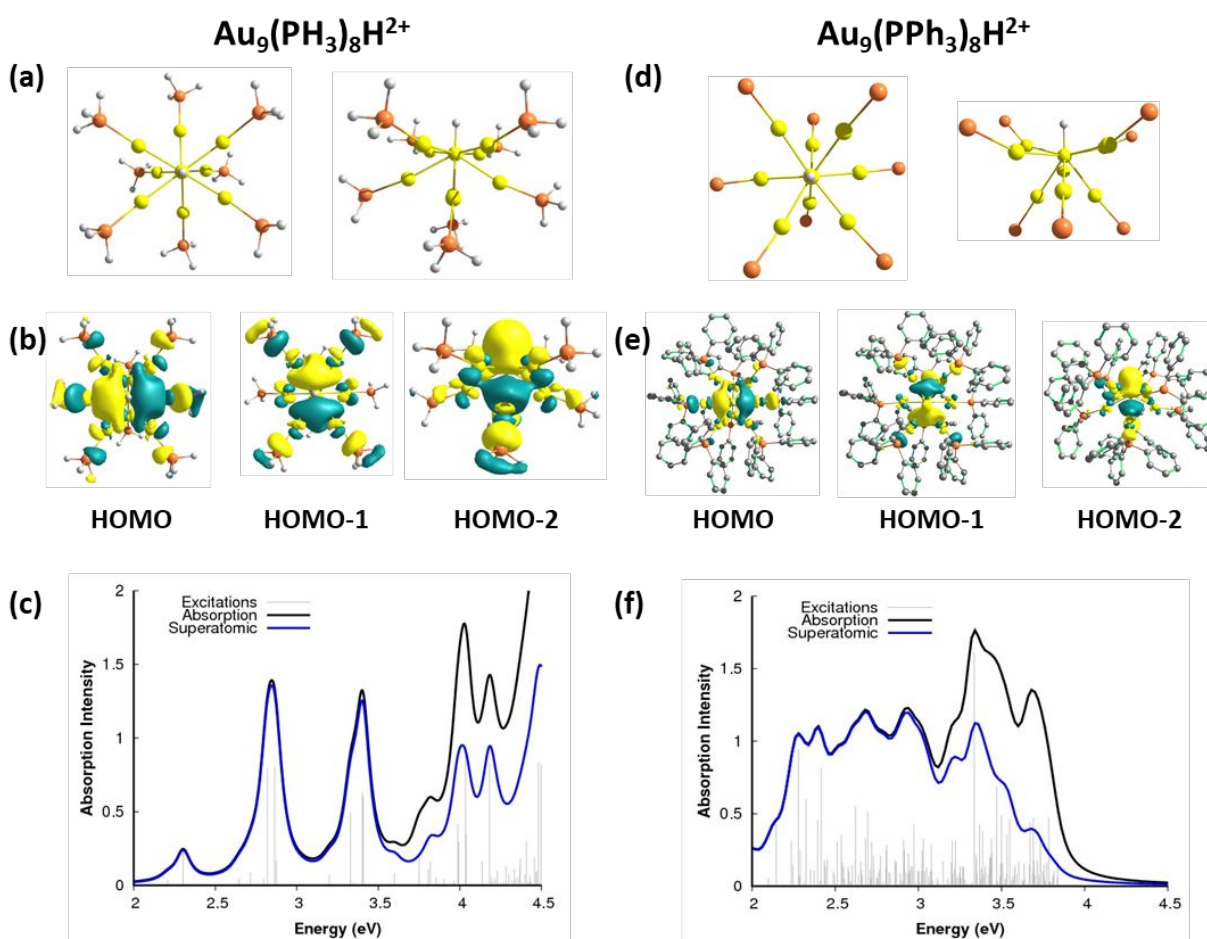 Au₉(PH₃)₈H²⁺
Au₉(PPh₃)₈H²⁺
(a)
(d)
(b)
(e)
HOMO
HOMO-1
HOMO-2
HOMO
HOMO-1
HOMO-2
(c)
Absorption Intensity
2
1.5
1
0.5
0
Excitations
Absorption
Superatomic
2 2.5 3 3.5 4 4.5
Energy (eV)
(f)
Absorption Intensity
2
1.5
1
0.5
0
Excitations
Absorption
Superatomic
2 2.5 3 3.5 4 4.5
Energy (eV)